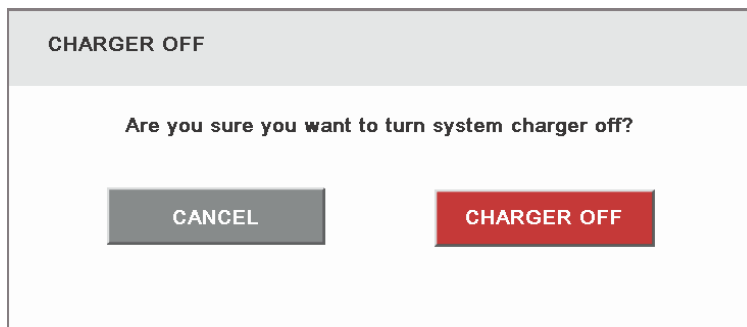 CHARGER OFF
Are you sure you want to turn system charger off?
CANCEL
CHARGER OFF